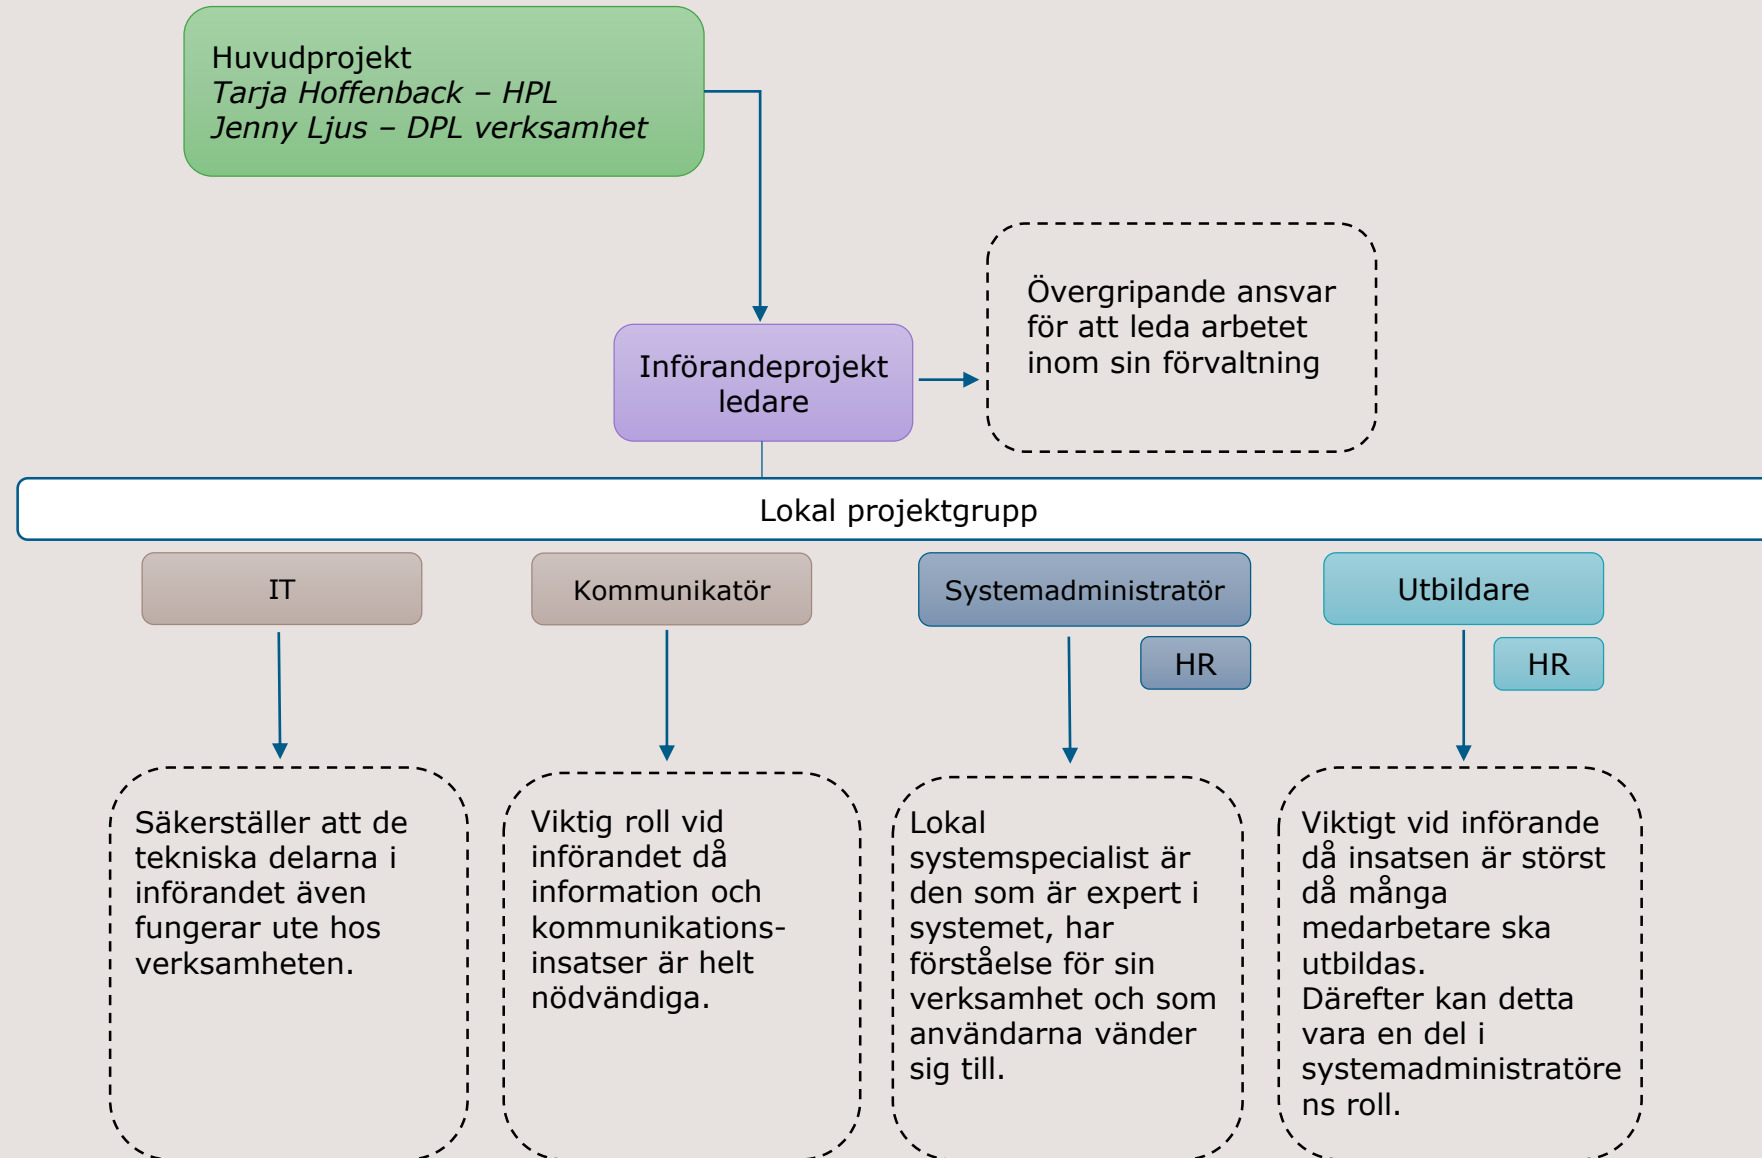 Huvudprojekt
Tarja Hoffenback – HPL
Jenny Ljus – DPL verksamhet
Övergripande ansvar
för att leda arbetet
inom sin förvaltning
Införandeprojekt
ledare
Lokal projektgrupp
IT
Kommunikatör
Systemadministratör
Utbildare
HR
HR
Säkerställer att de
tekniska delarna i
införandet även
fungerar ute hos
verksamheten.
Viktig roll vid
införandet då
information och
kommunikations-
insatser är helt
nödvändiga.
Lokal
systemspecialist är
den som är expert i
systemet, har
förståelse för sin
verksamhet och som
användarna vänder
sig till.
Viktigt vid införande
då insatsen är störst
då många
medarbetare ska
utbildas.
Därefter kan detta
vara en del i
systemadministratöre
ns roll.